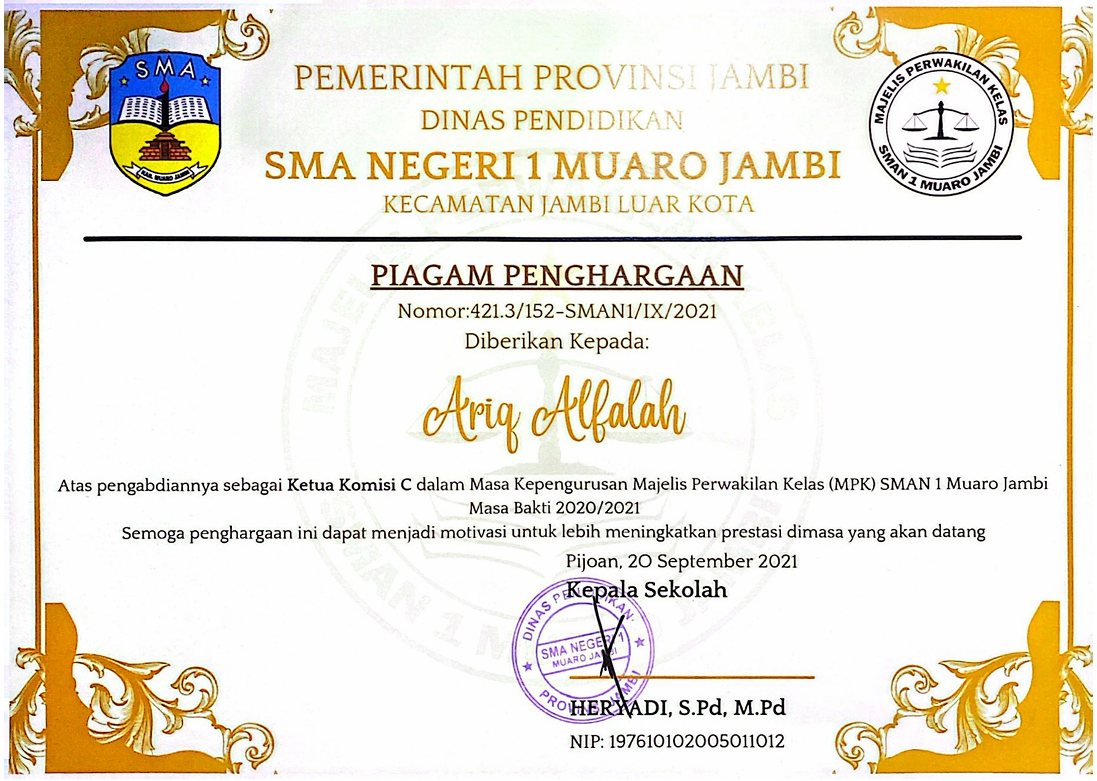 SMA
KAB. MUARO JAMBI
PEMERINTAH PROVINSI JAMBI
DINAS PENDIDIKAN
SMA NEGERI 1 MUARO JAMBI
KECAMATAN JAMBI LUAR KOTA
MAJELIS PERWAKILAN KELAS
SMAN 1 MUARO JAMBI
PIAGAM PENGHARGAAN
Nomor:421.3/152-SMAN1/IX/2021
Diberikan Kepada:
Ariq Alfalah
Atas pengabdiannya sebagai Ketua Komisi C dalam Masa Kepengurusan Majelis Perwakilan Kelas (MPK) SMAN 1 Muaro Jambi
Masa Bakti 2020/2021
Semoga penghargaan ini dapat menjadi motivasi untuk lebih meningkatkan prestasi dimasa yang akan datang
Pijoan, 20 September 2021
Kepala Sekolah
DINAS PENDIDIKAN
SMA NEGERI 1
MUARO JAMBI
PROVINSI JAMBI
HERYADI, S.Pd, M.Pd
NIP: 197610102005011012